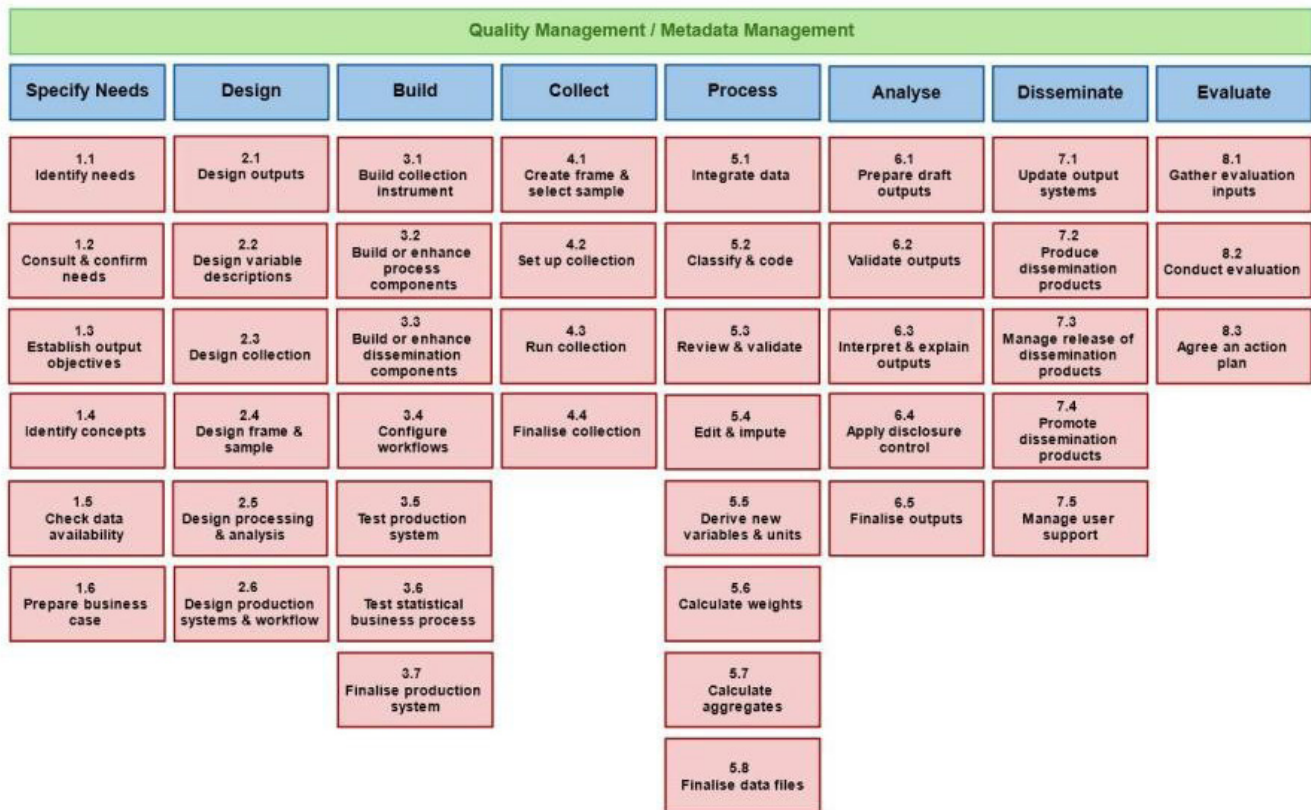 Quality Management / Metadata Management
Specify Needs
Design
Build
Collect
Process
Analyse
Disseminate
Evaluate
1.1
Identify needs
2.1
Design outputs
3.1
Build collection
instrument
4.1
Create frame &
select sample
5.1
Integrate data
6.1
Prepare draft
outputs
7.1
Update output
systems
8.1
Gather evaluation
inputs
1.2
Consult & confirm
needs
2.2
Design variable
descriptions
3.2
Build or enhance
process
components
4.2
Set up collection
5.2
Classify & code
6.2
Validate outputs
7.2
Produce
dissemination
products
8.2
Conduct evaluation
1.3
Establish output
objectives
2.3
Design collection
3.3
Build or enhance
dissemination
components
4.3
Run collection
5.3
Review & validate
6.3
Interpret & explain
outputs
7.3
Manage release of
dissemination
products
8.3
Agree an action
plan
1.4
Identify concepts
2.4
Design frame &
sample
3.4
Configure
workflows
4.4
Finalise collection
5.4
Edit & impute
6.4
Apply disclosure
control
7.4
Promote
dissemination
products
1.5
Check data
availability
2.5
Design processing
& analysis
3.5
Test production
system
5.5
Derive new
variables & units
6.5
Finalise outputs
7.5
Manage user
support
1.6
Prepare business
case
2.6
Design production
systems & workflow
3.6
Test statistical
business process
5.6
Calculate weights
3.7
Finalise production
system
5.7
Calculate
aggregates
5.8
Finalise data files